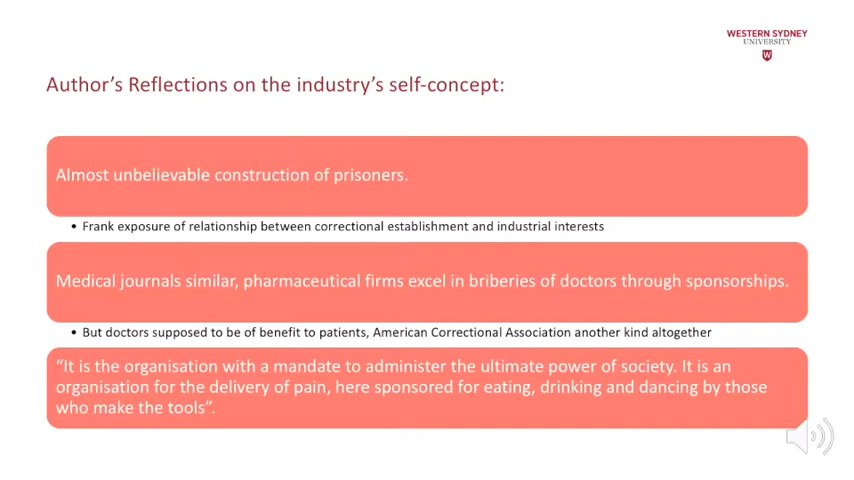 WESTERN SYDNEY
UNIVERSITY
W
Author's Reflections on the industry's self-concept:
Almost unbelievable construction of prisoners.
• Frank exposure of relationship between correctional establishment and industrial interests
Medical journals similar, pharmaceutical firms excel in briberies of doctors through sponsorships.
• But doctors supposed to be of benefit to patients, American Correctional Association another kind altogether
“It is the organisation with a mandate to administer the ultimate power of society. It is an
organisation for the delivery of pain, here sponsored for eating, drinking and dancing by those
who make the tools”.